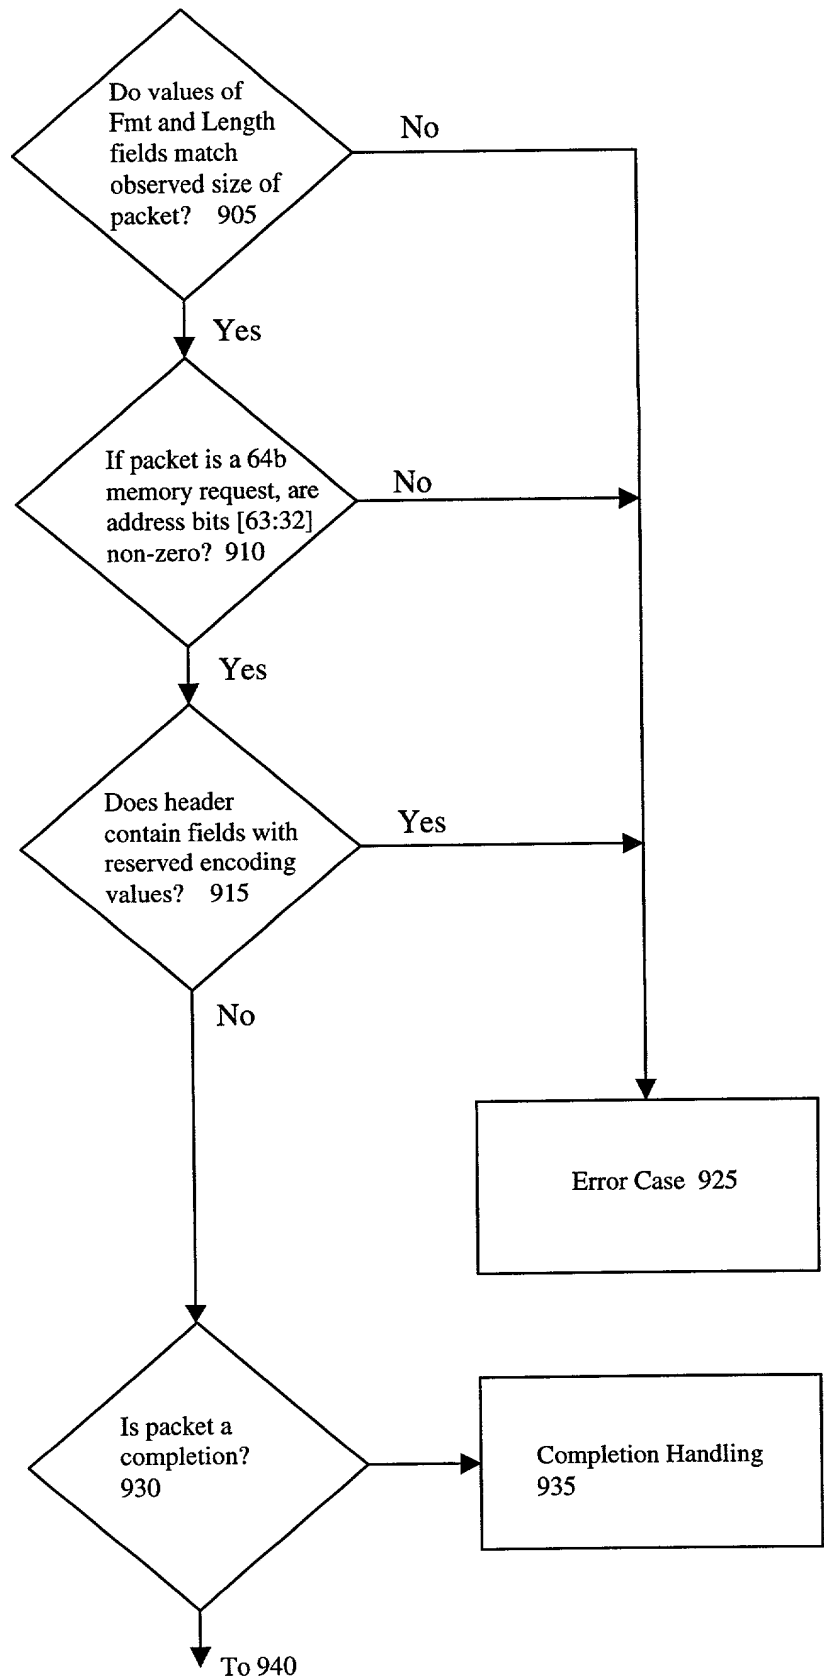 Do values of
Fmt and Length
fields match
observed size of
packet? 905
No
Yes
If packet is a 64b
memory request, are
address bits [63:32]
non-zero? 910
No
Yes
Does header
contain fields with
reserved encoding
values? 915
Yes
No
Error Case 925
Is packet a
completion?
930
Completion Handling
935
To 940